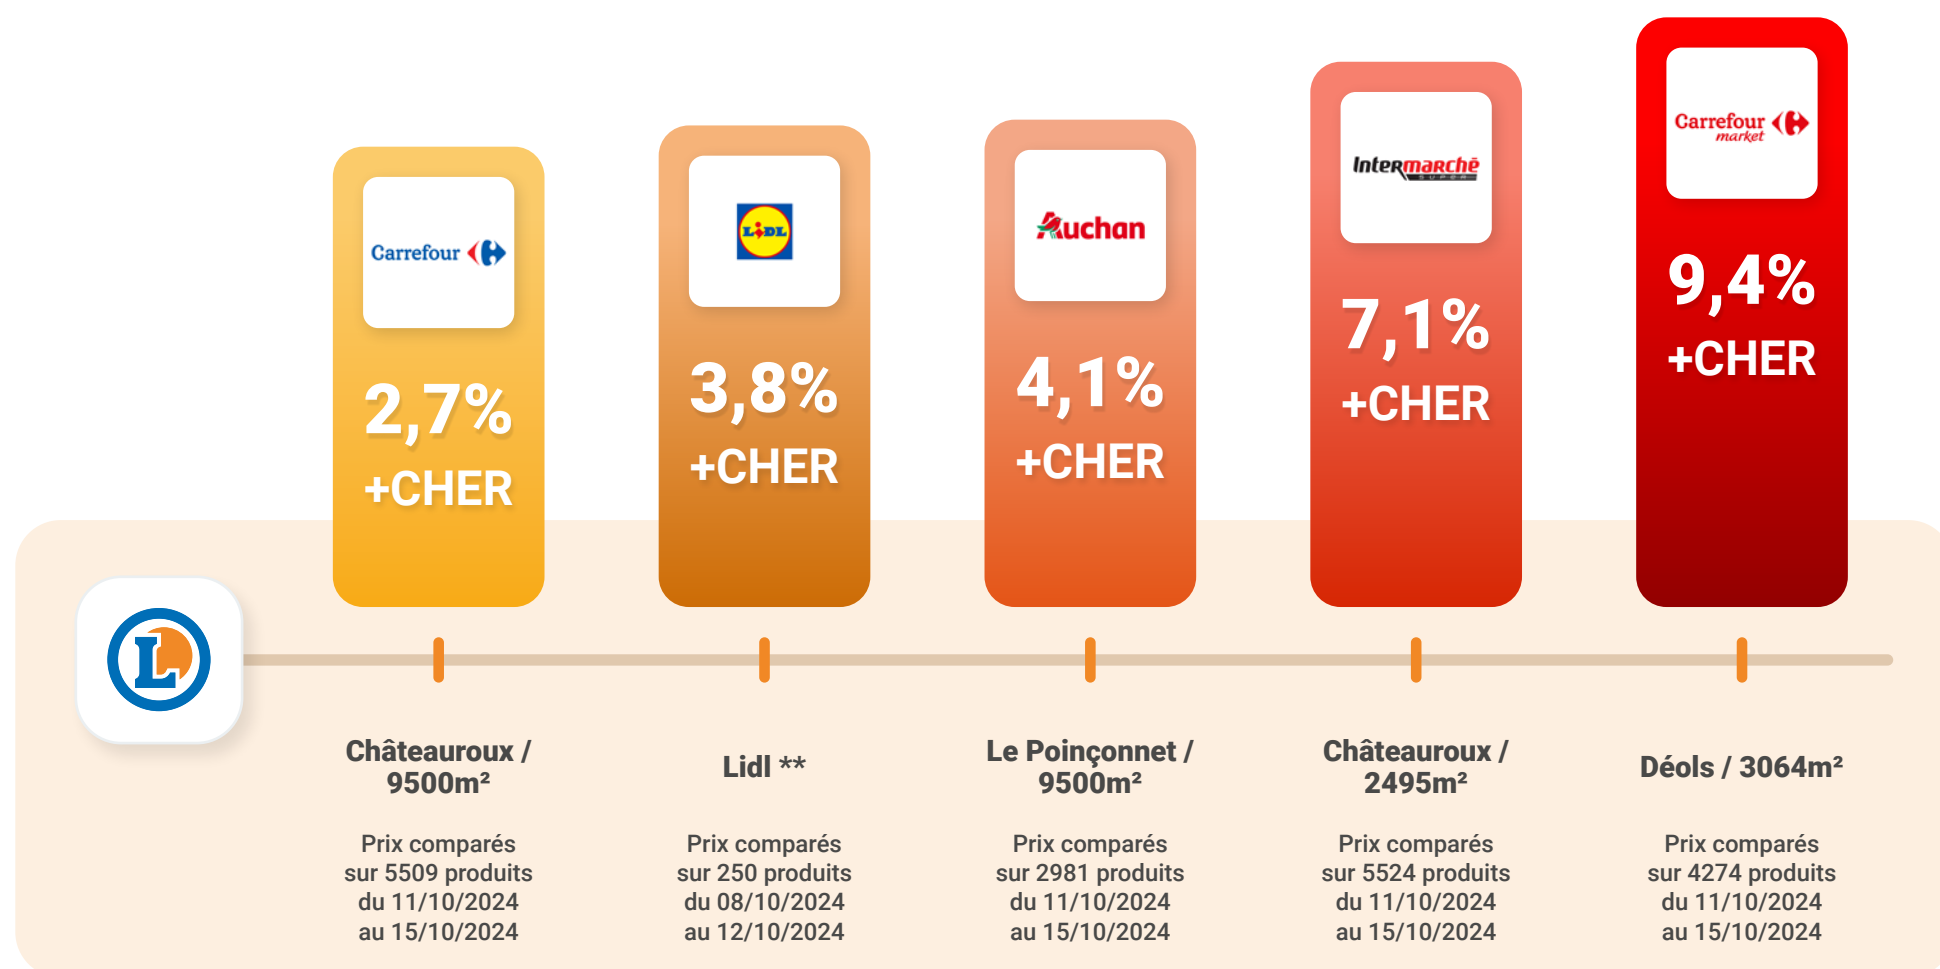 Carrefour
2,7%
+CHER
LIDL
3,8%
+CHER
Auchan
4,1%
+CHER
Intermarché
SUPER
7,1%
+CHER
Carrefour
market
9,4%
+CHER
L
Châteauroux /
9500m²
Prix comparés
sur 5509 produits
du 11/10/2024
au 15/10/2024
Lidl **
Prix comparés
sur 250 produits
du 08/10/2024
au 12/10/2024
Le Poinçonnet /
9500m²
Prix comparés
sur 2981 produits
du 11/10/2024
au 15/10/2024
Châteauroux /
2495m²
Prix comparés
sur 5524 produits
du 11/10/2024
au 15/10/2024
Déols / 3064m²
Prix comparés
sur 4274 produits
du 11/10/2024
au 15/10/2024